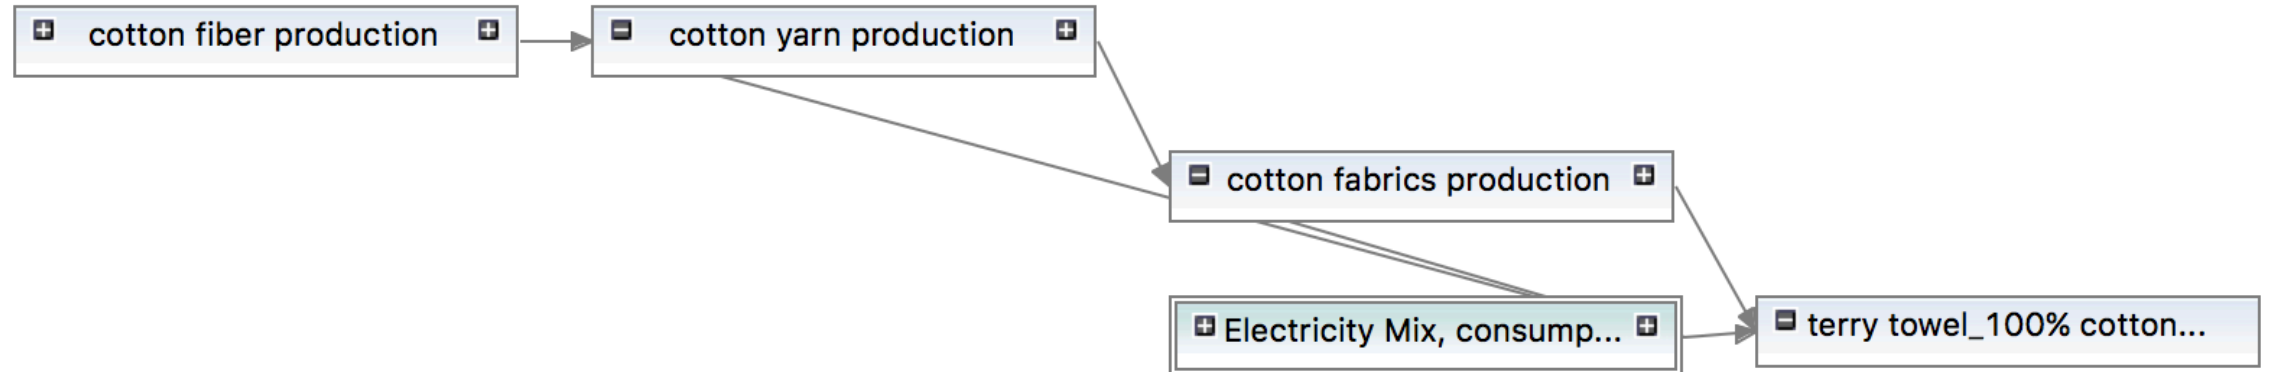 cotton fiber production
cotton yarn production
cotton fabrics production
Electricity Mix, consump...
terry towel_100% cotton...